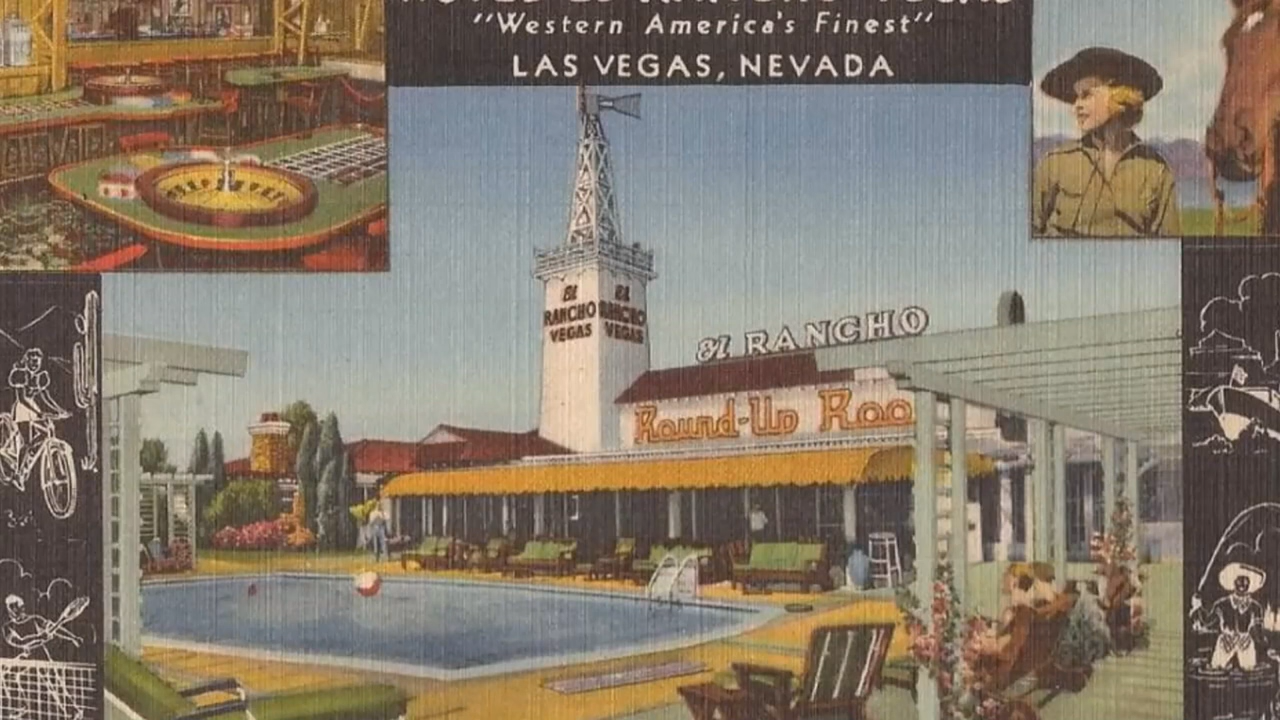 "Western America's Finest"
LAS VEGAS, NEVADA
El RANCHO VEGAS
El RANCHO VEGAS
El RANCHO
Round-Up Roo